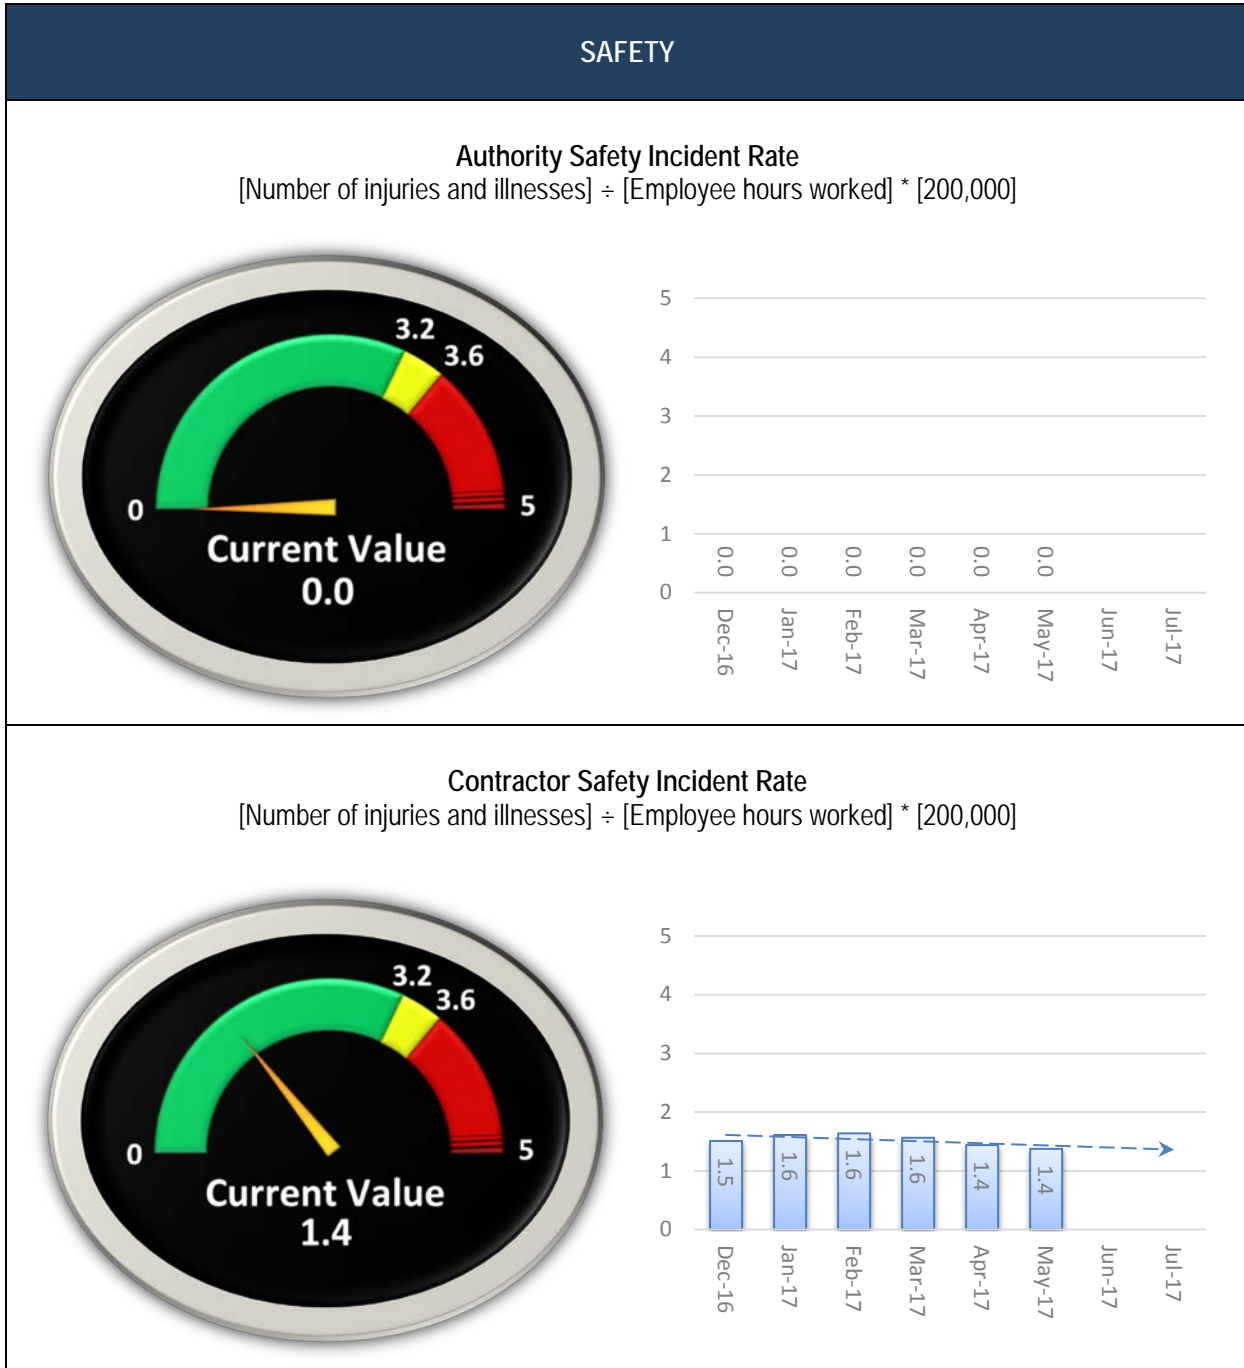 SAFETY
Authority Safety Incident Rate
[Number of injuries and illnesses] ÷ [Employee hours worked] * [200,000]
3.2
3.6
0
5
Current Value
0.0
5
4
3
2
1
0
0.0
0.0
0.0
0.0
0.0
0.0
Dec-16
Jan-17
Feb-17
Mar-17
Apr-17
May-17
Jun-17
Jul-17
Contractor Safety Incident Rate
[Number of injuries and illnesses] ÷ [Employee hours worked] * [200,000]
3.2
3.6
0
5
Current Value
1.4
5
4
3
2
1
0
1.5
1.6
1.6
1.6
1.4
1.4
Dec-16
Jan-17
Feb-17
Mar-17
Apr-17
May-17
Jun-17
Jul-17